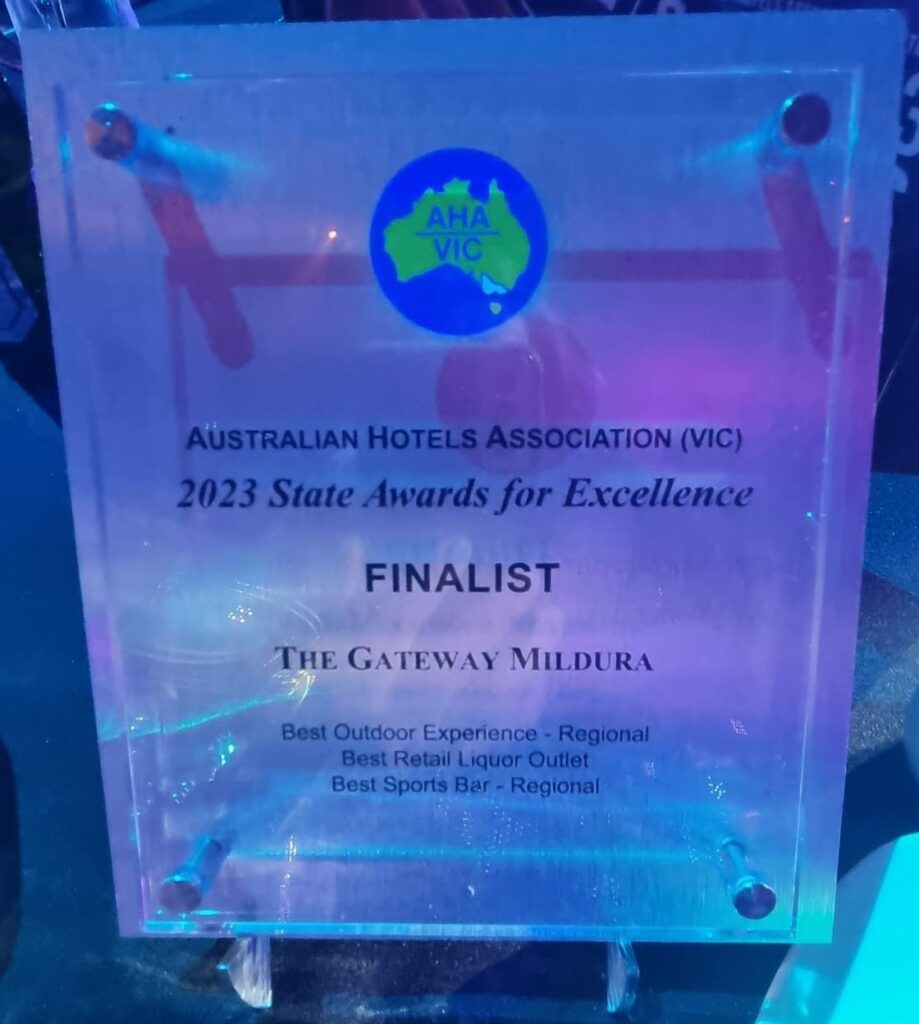 AHA
VIC
AUSTRALIAN HOTELS ASSOCIATION (VIC)
2023 State Awards for Excellence
FINALIST
THE GATEWAY MILDURA
Best Outdoor Experience - Regional
Best Retail Liquor Outlet
Best Sports Bar - Regional